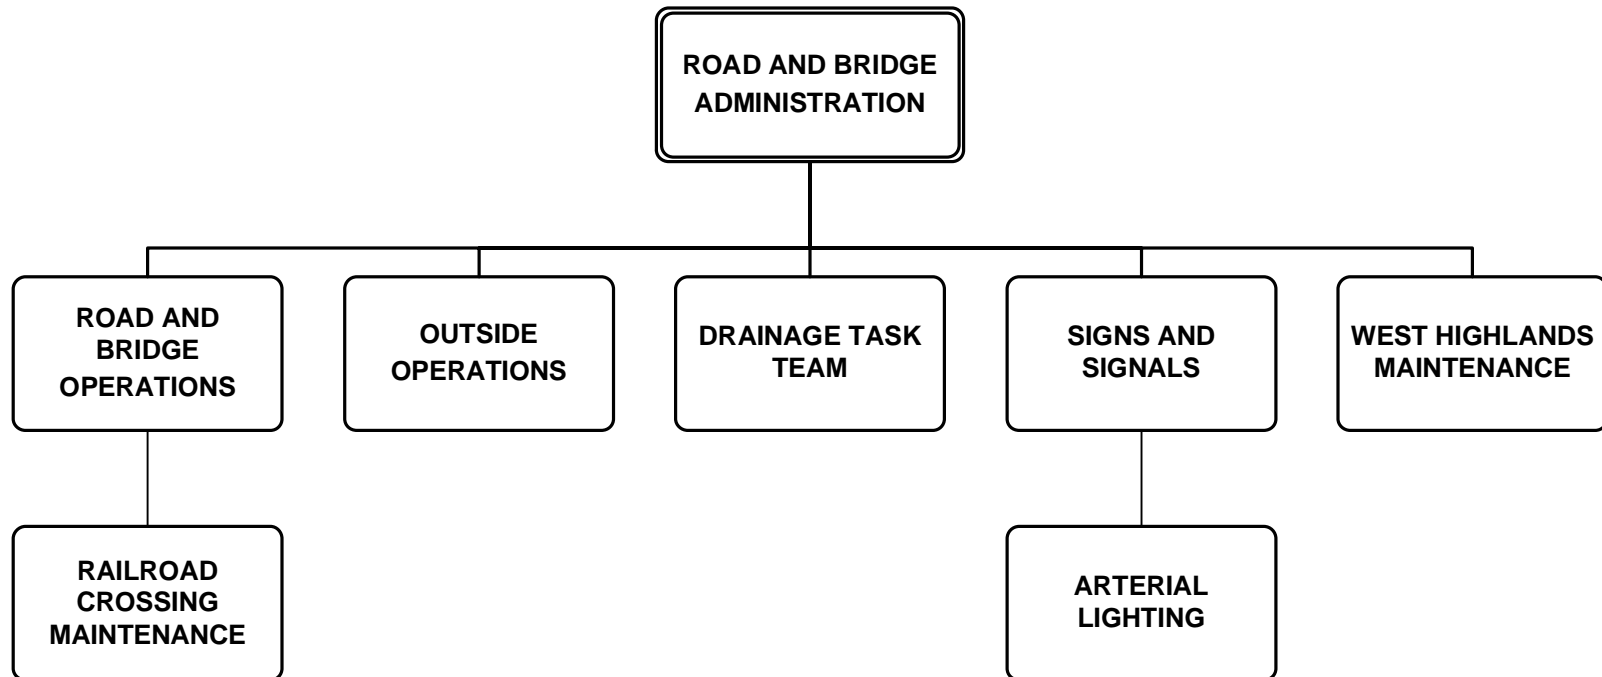 ROAD AND BRIDGE
ADMINISTRATION
ROAD AND
BRIDGE
OPERATIONS
OUTSIDE
OPERATIONS
DRAINAGE TASK
TEAM
SIGNS AND
SIGNALS
WEST HIGHLANDS
MAINTENANCE
RAILROAD
CROSSING
MAINTENANCE
ARTERIAL
LIGHTING